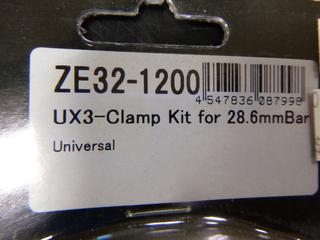 ZE32-1200
4 547836 087998
UX3-Clamp Kit for 28.6mmBar
Universal